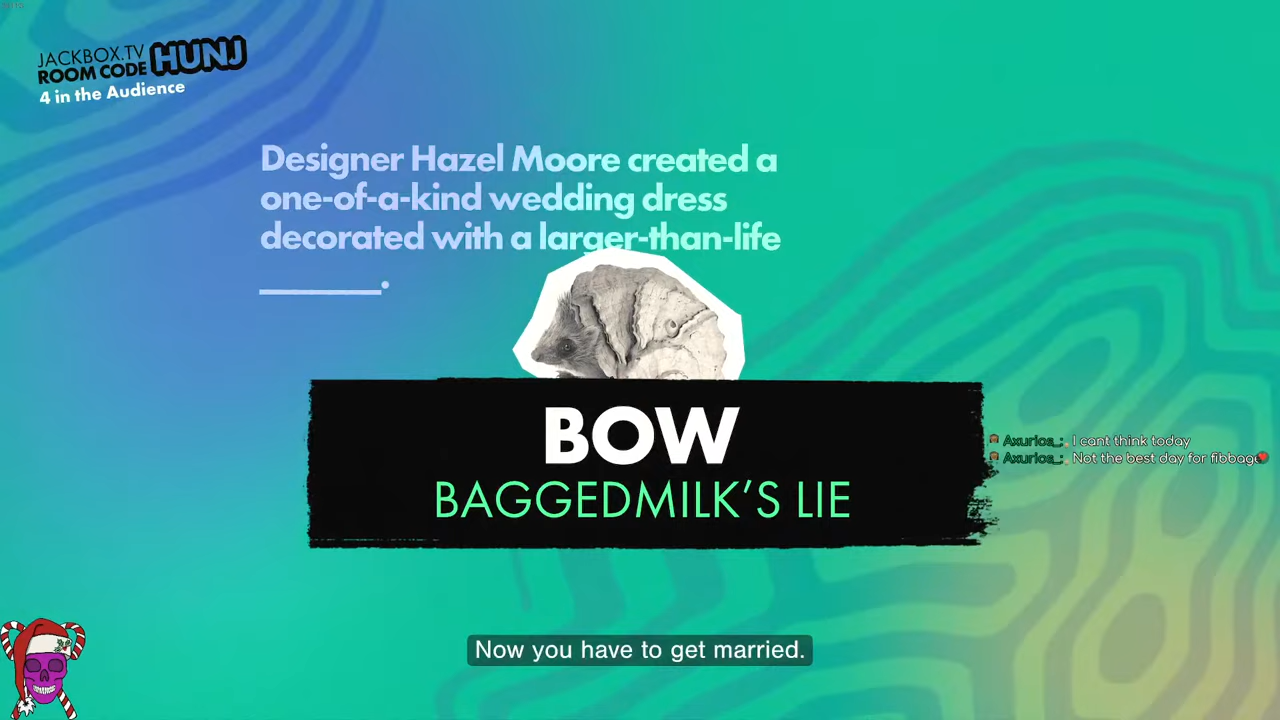 JACKBOX.TV
ROOM CODE HUNJ
4 in the Audience
Designer Hazel Moore created a
one-of-a-kind wedding dress
decorated with a larger-than-life
_______.
BOW
BAGGEDMILK'S LIE
Axurios_: I cant think today
Axurios_: Not the best day for fibbage
Now you have to get married.